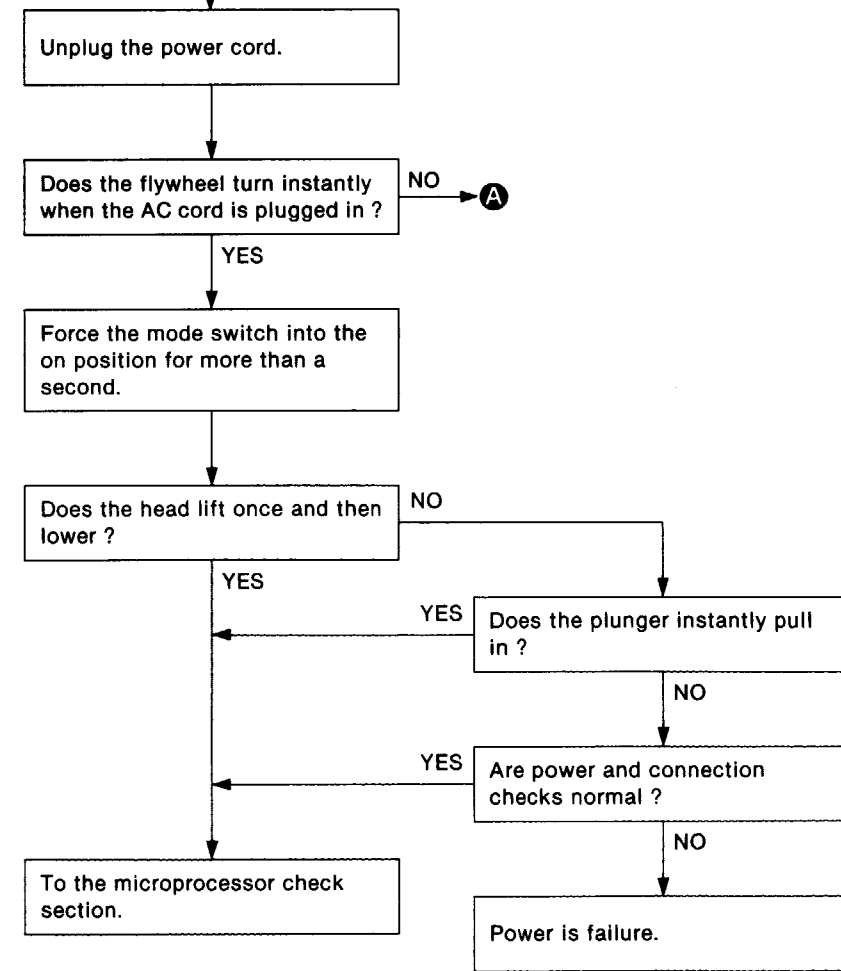 Unplug the power cord.
Does the flywheel turn instantly
when the AC cord is plugged in ?
NO
A
YES
Force the mode switch into the
on position for more than a
second.
Does the head lift once and then
lower ?
NO
YES
YES
Does the plunger instantly pull
in ?
NO
YES
Are power and connection
checks normal ?
NO
To the microprocessor check
section.
Power is failure.